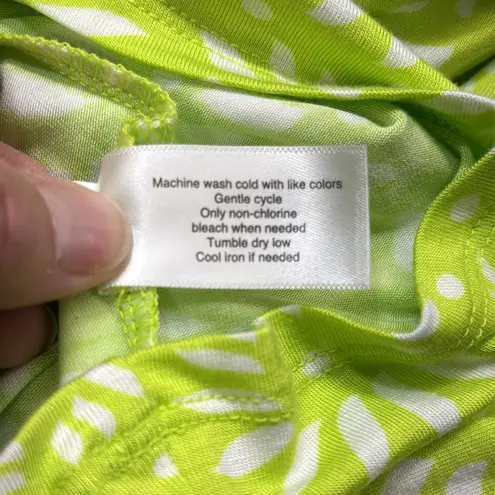 Machine wash cold with like colors
Gentle cycle
Only non-chlorine
bleach when needed
Tumble dry low
Cool iron if needed